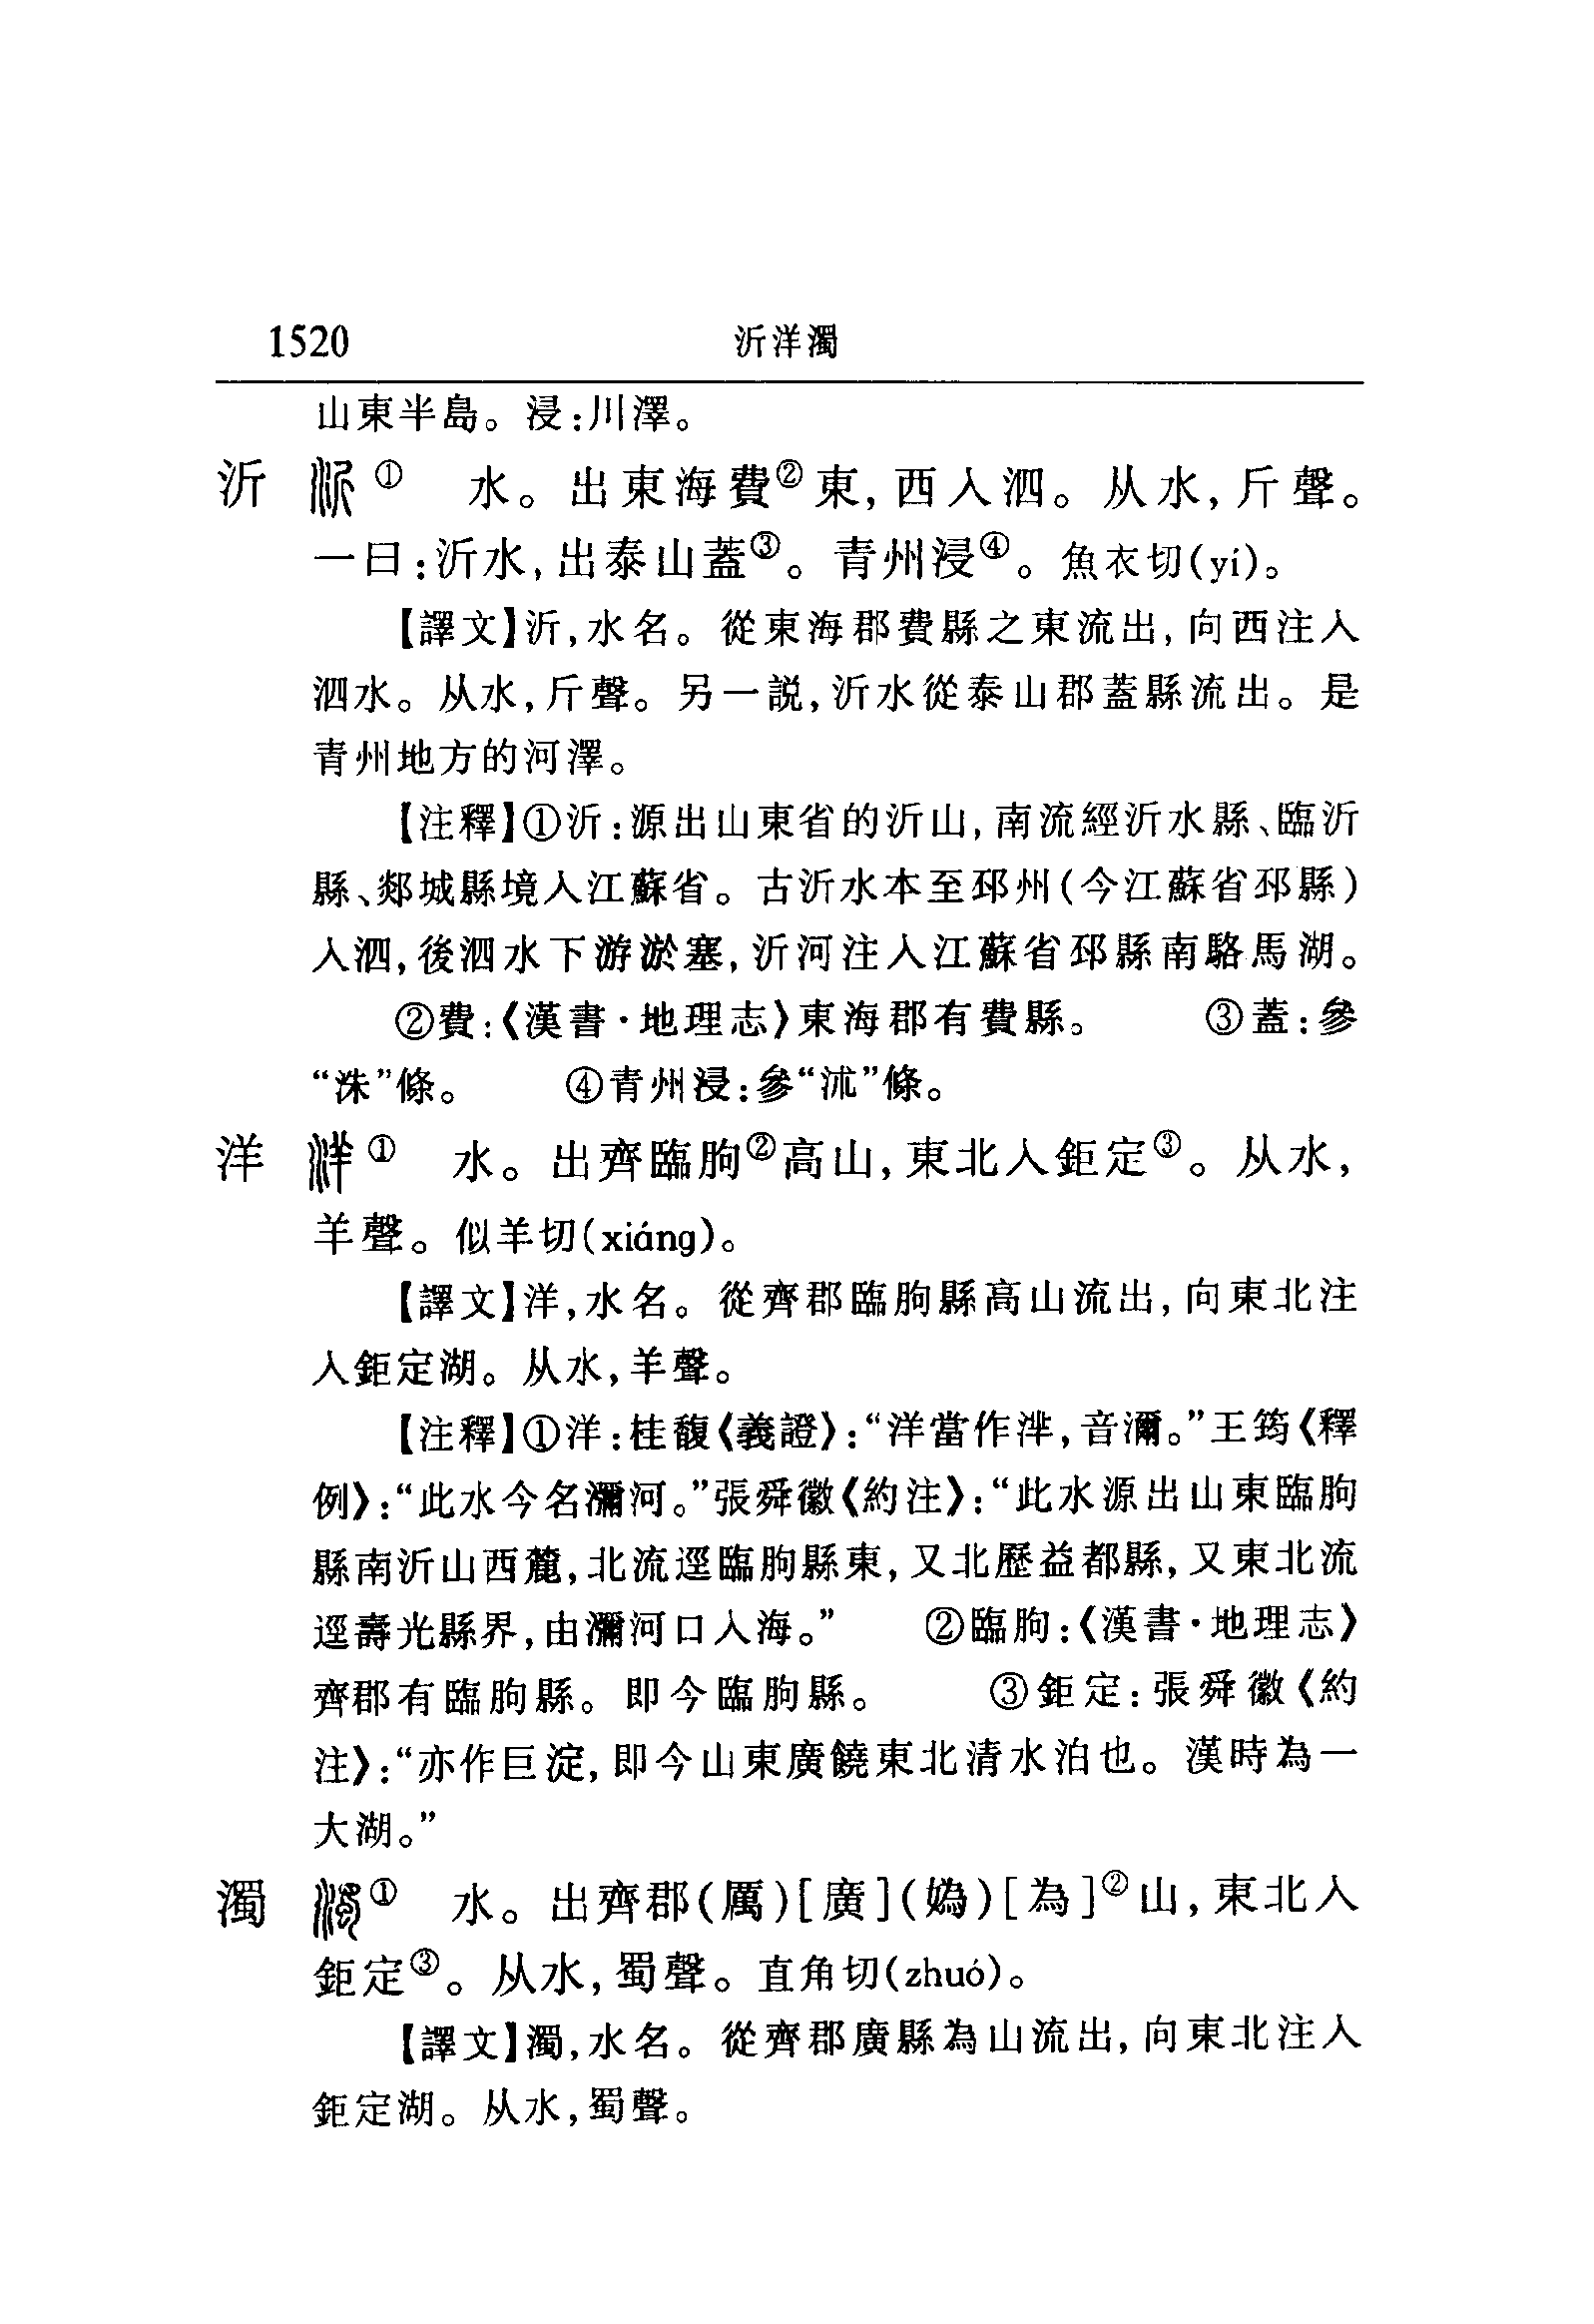 1520 沂洋濁
山東半島。浸:川澤。
沂 ① 水。出東海費②東,西入泗。从水,斤聲。
一曰:沂水,出泰山蓋③。青州浸④。魚衣切(yí)。
【譯文】沂,水名。從東海郡費縣之東流出,向西注入
泗水。从水,斤聲。另一説,沂水從泰山郡蓋縣流出。是
青州地方的河澤。
【注釋】①沂:源出山東省的沂山,南流經沂水縣、臨沂
縣、郯城縣境入江蘇省。古沂水本至邳州(今江蘇省邳縣)
入泗,後泗水下游淤塞,沂河注入江蘇省邳縣南駱馬湖。
②費:《漢書·地理志》東海郡有費縣。 ③蓋:參
“洙”條。 ④青州浸:參“沭”條。
洋 ① 水。出齊臨朐②高山,東北入鉅定③。从水,
羊聲。似羊切(xiáng)。
【譯文】洋,水名。從齊郡臨朐縣高山流出,向東北注
入鉅定湖。从水,羊聲。
【注釋】①洋:桂馥《義證》:“洋當作𣴎,音瀰。”王筠《釋
例》:“此水今名瀰河。”張舜徽《約注》:“此水源出山東臨朐
縣南沂山西麓,北流逕臨朐縣東,又北歷益都縣,又東北流
逕壽光縣界,由瀰河口入海。” ②臨朐:《漢書·地理志》
齊郡有臨朐縣。即今臨朐縣。 ③鉅定:張舜徽《約
注》:“亦作巨淀,即今山東廣饒東北清水泊也。漢時為一
大湖。”
濁 ① 水。出齊郡(厲)[廣](嬀)[為]②山,東北入
鉅定③。从水,蜀聲。直角切(zhuó)。
【譯文】濁,水名。從齊郡廣縣為山流出,向東北注入
鉅定湖。从水,蜀聲。